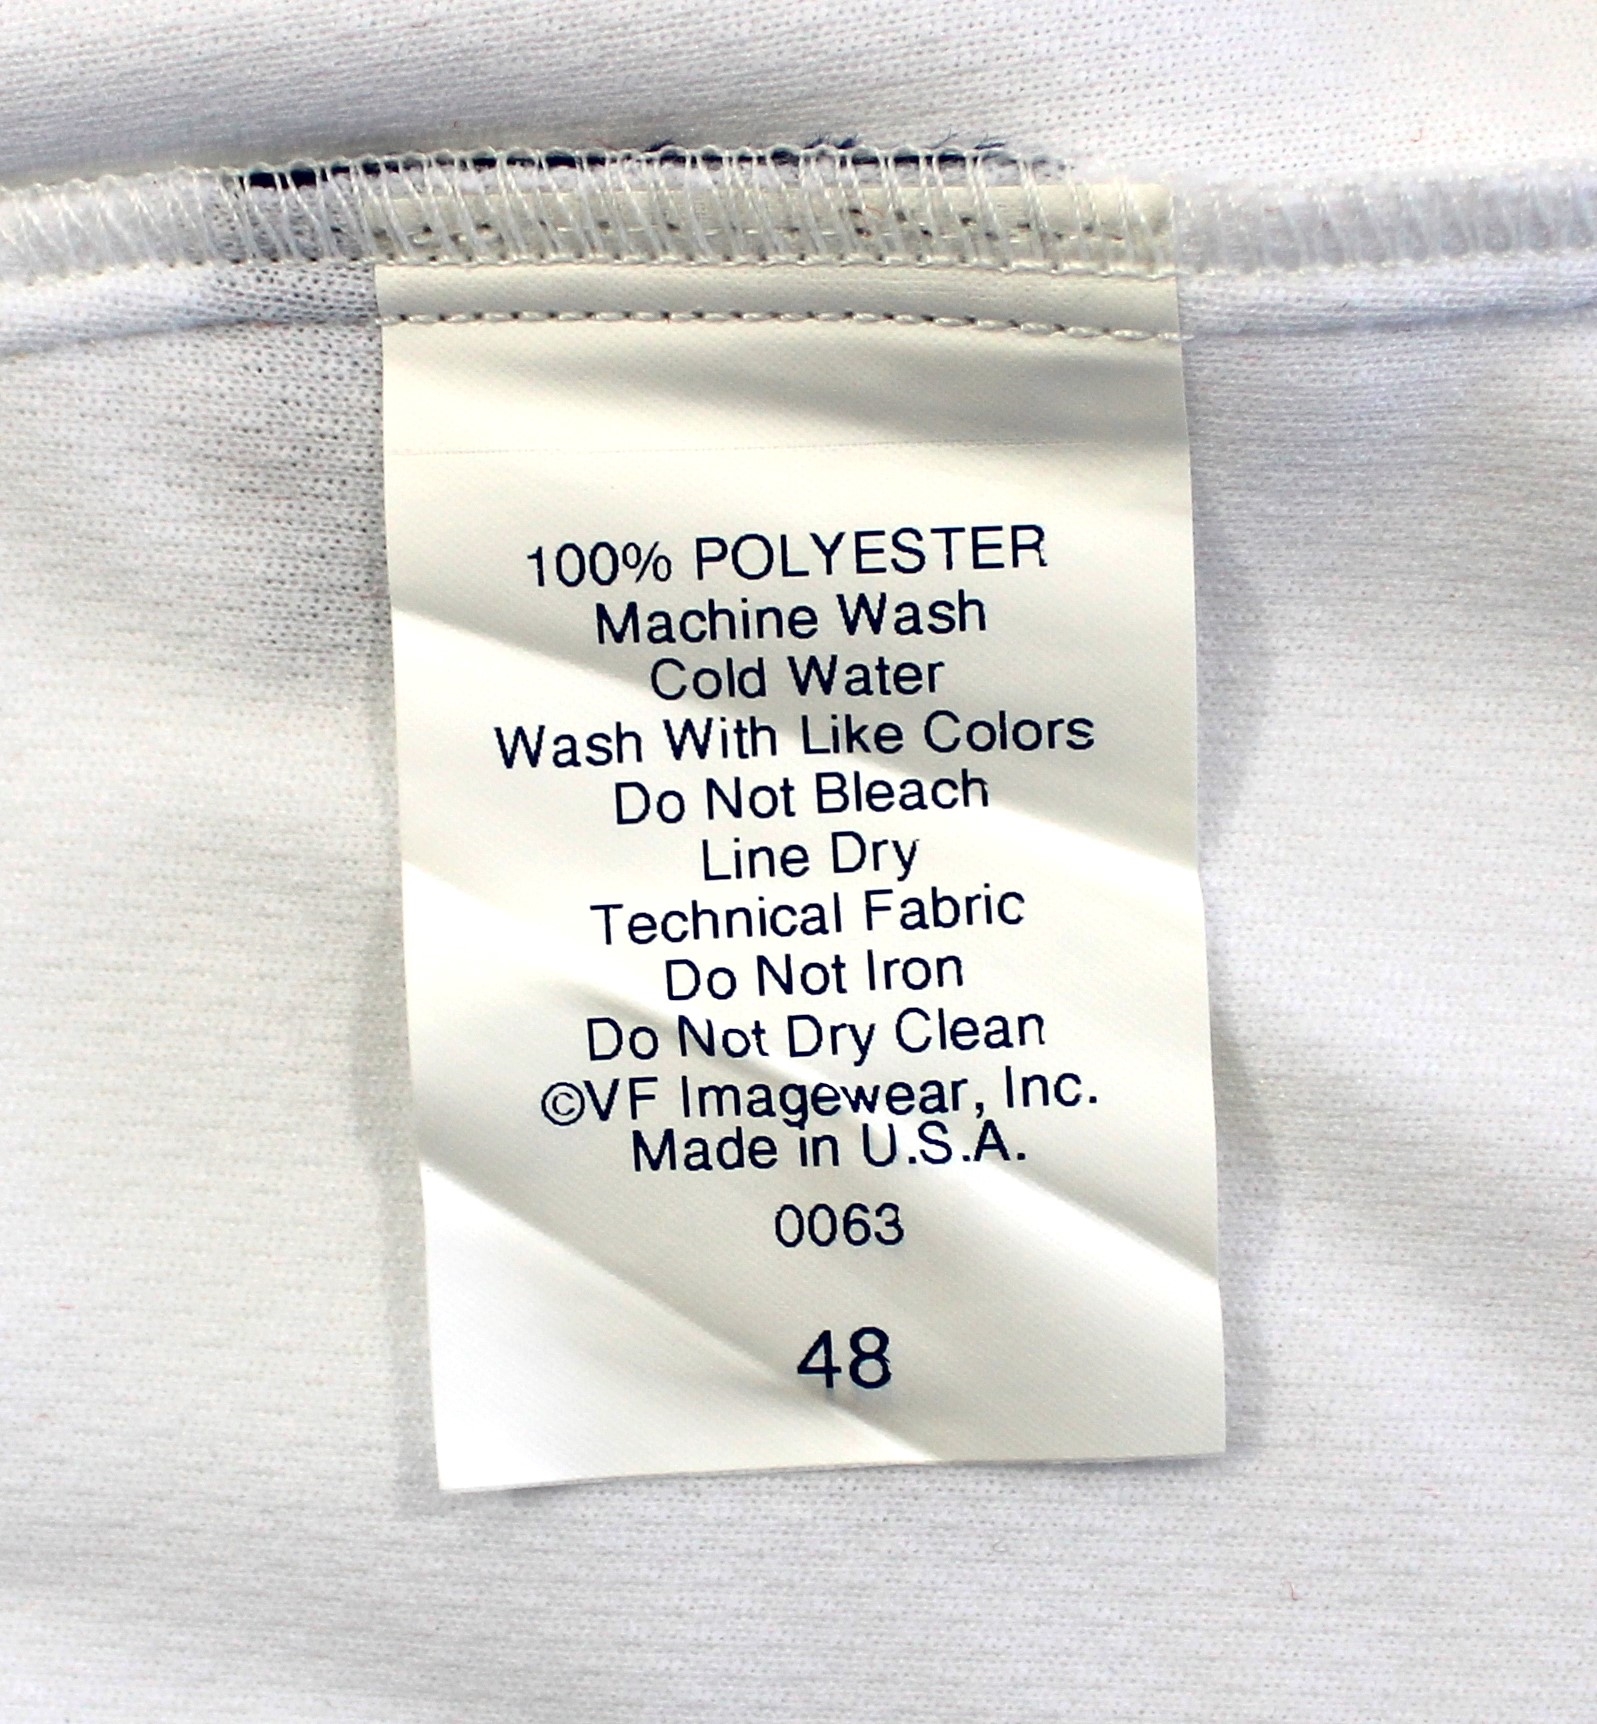 100% POLYESTER
Machine Wash
Cold Water
Wash With Like Colors
Do Not Bleach
Line Dry
Technical Fabric
Do Not Iron
Do Not Dry Clean
©VF Imagewear, Inc.
Made in U.S.A.
0063
48